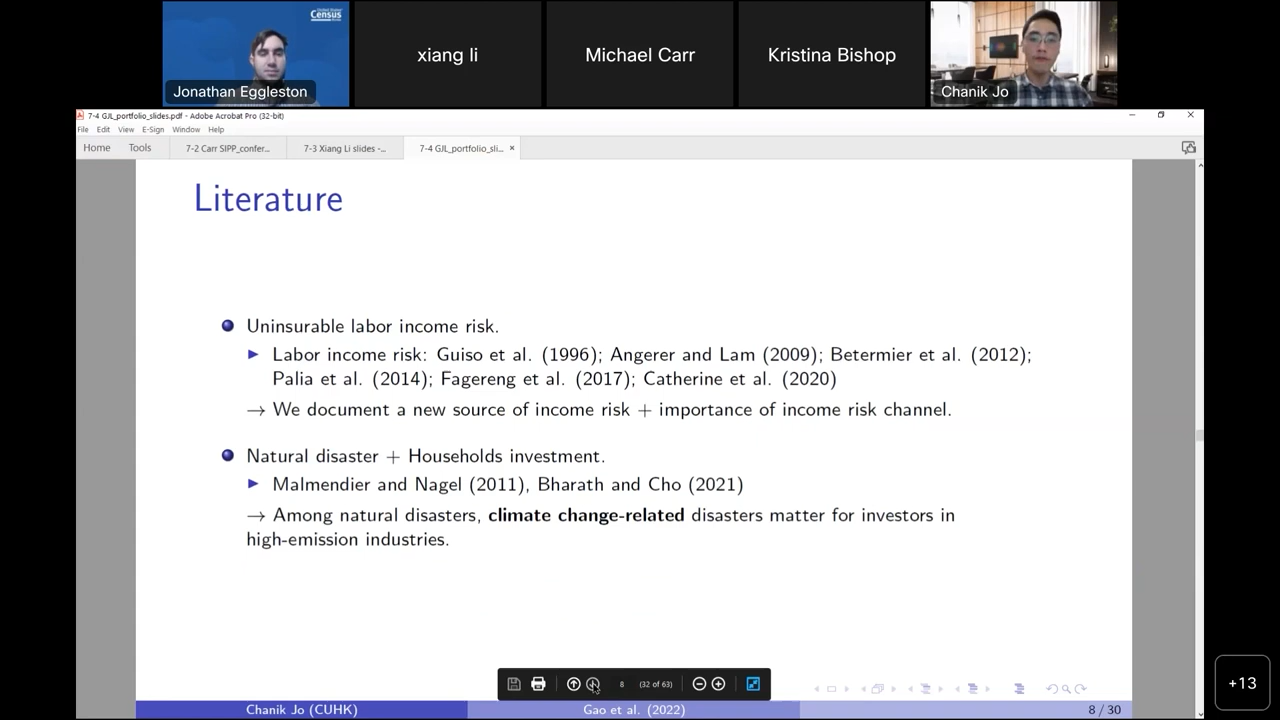 United States
Census
Bureau
Jonathan Eggleston
xiang li
Michael Carr
Kristina Bishop
Chanik Jo
7-4 GJL_portfolio_slides.pdf - Adobe Acrobat Pro (32-bit)
File Edit View E-Sign Window Help
Home Tools 7-2 Carr SIPP_confer... 7-3 Xiang Li slides -... 7-4 GJL_portfolio_sli... ×
Literature
Uninsurable labor income risk.
► Labor income risk: Guiso et al. (1996); Angerer and Lam (2009); Betermier et al. (2012);
Palia et al. (2014); Fagereng et al. (2017); Catherine et al. (2020)
→ We document a new source of income risk + importance of income risk channel.
Natural disaster + Households investment.
► Malmendier and Nagel (2011), Bharath and Cho (2021)
→ Among natural disasters, climate change-related disasters matter for investors in
high-emission industries.
8 (32 of 63)
Chanik Jo (CUHK) Gao et al. (2022) 8 / 30
+13